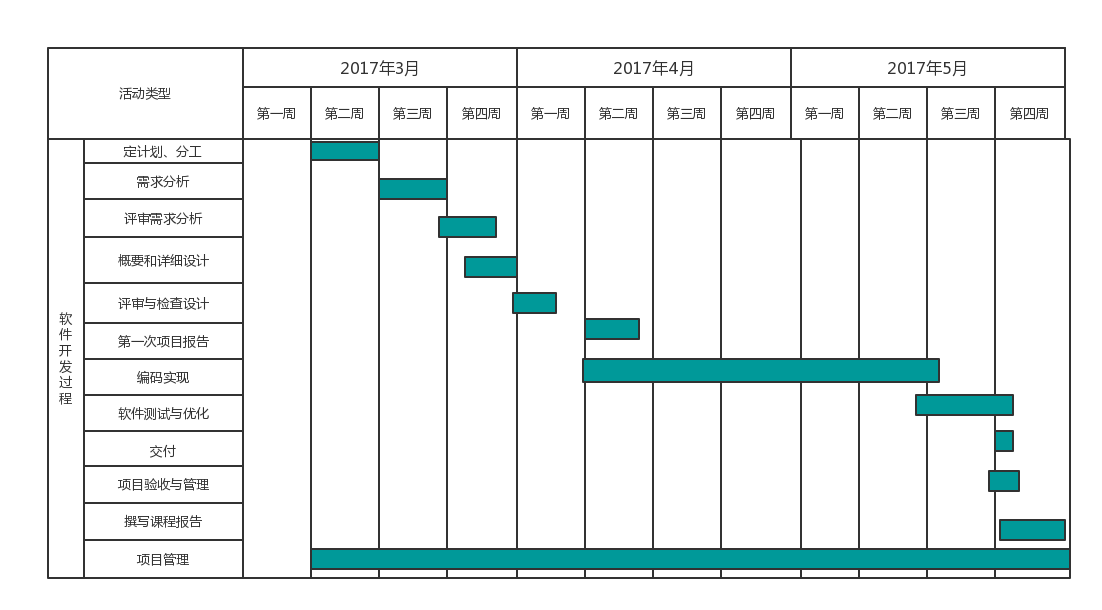 活动类型
2017年3月
2017年4月
2017年5月
第一周
第二周
第三周
第四周
第一周
第二周
第三周
第四周
第一周
第二周
第三周
第四周
软件开发过程
定计划、分工
需求分析
评审需求分析
概要和详细设计
评审与检查设计
第一次项目报告
编码实现
软件测试与优化
交付
项目验收与管理
撰写课程报告
项目管理